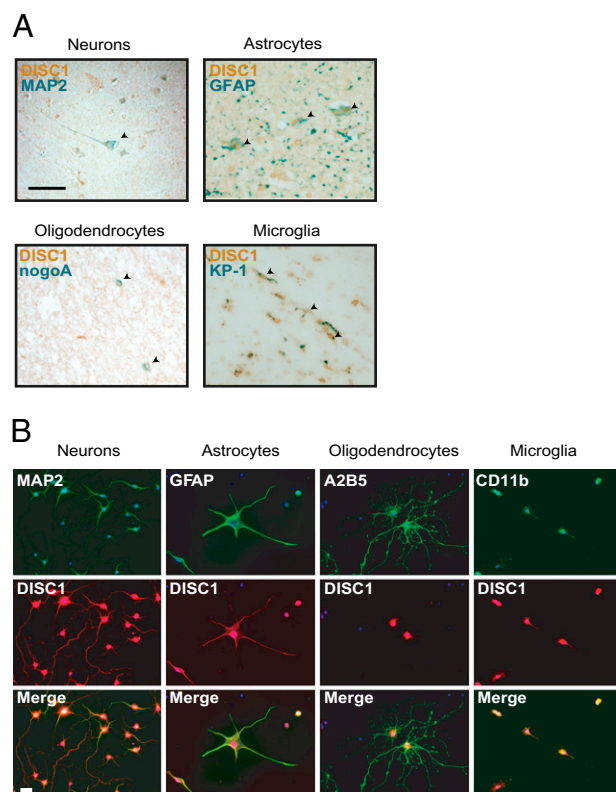 A
Neurons
Astrocytes
DISC1
MAP2
DISC1
GFAP
Oligodendrocytes
Microglia
DISC1
nogoA
DISC1
KP-1
B
Neurons
Astrocytes
Oligodendrocytes
Microglia
MAP2
GFAP
A2B5
CD11b
DISC1
DISC1
DISC1
DISC1
Merge
Merge
Merge
Merge